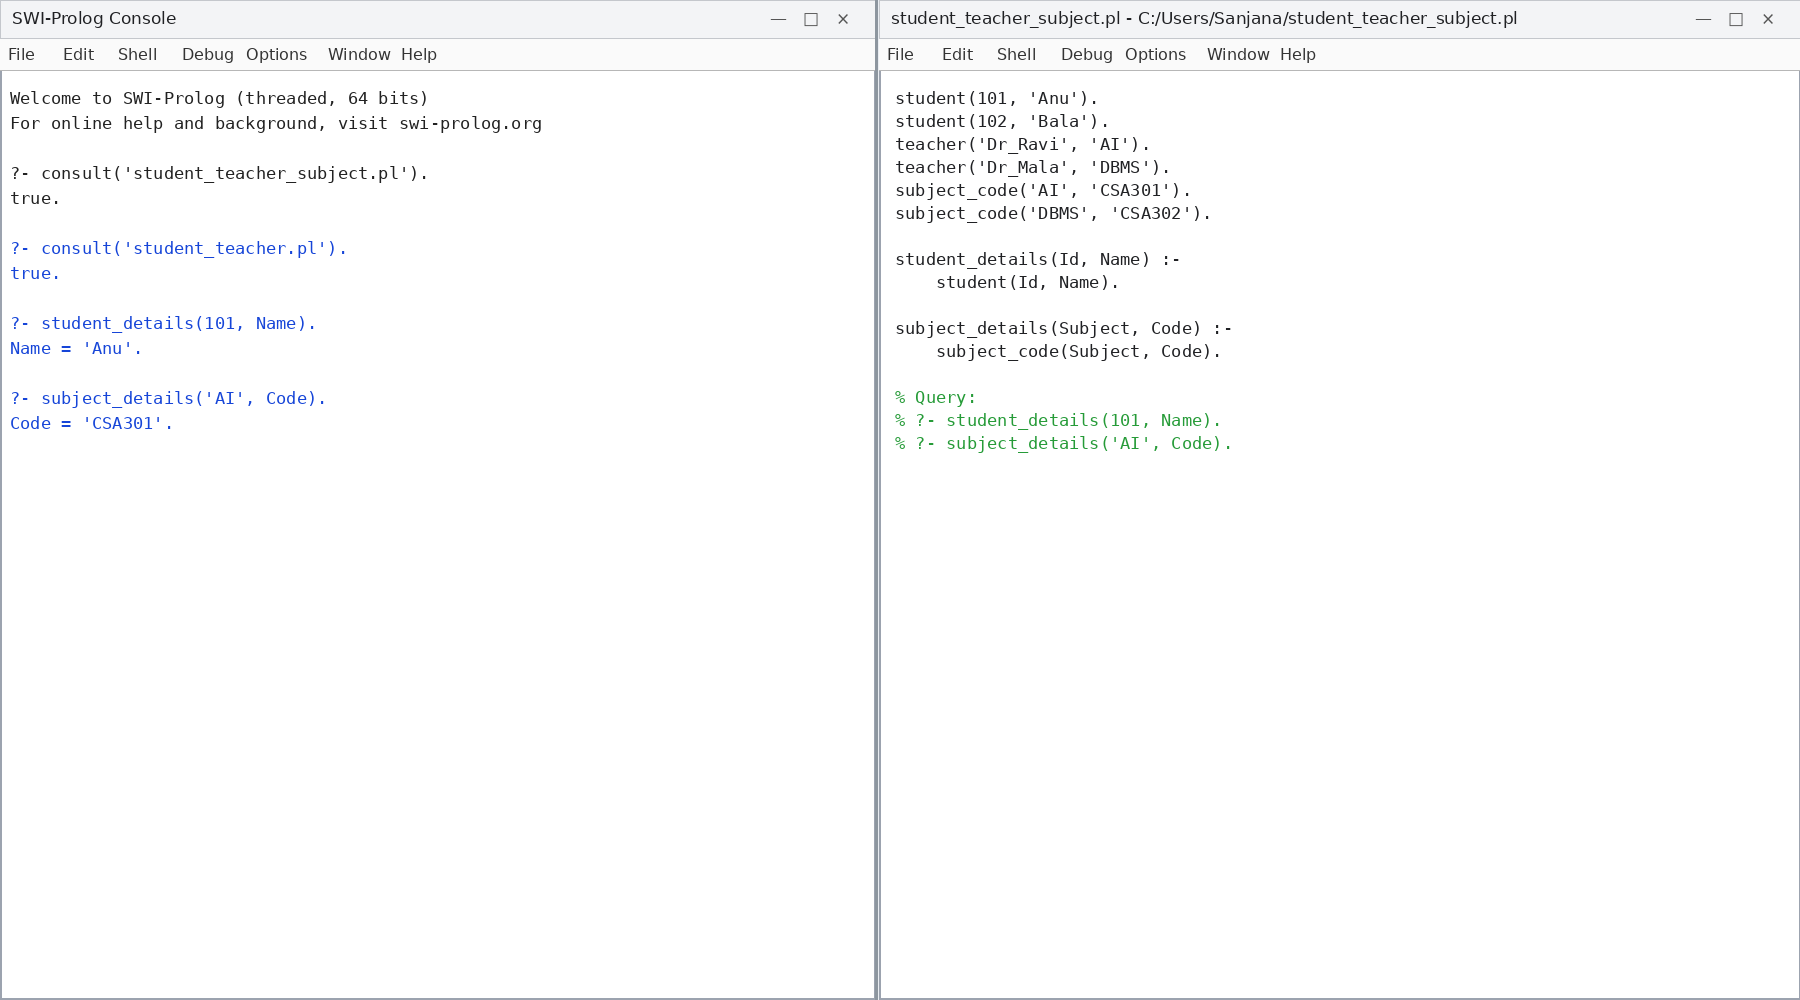 SWI-Prolog Console
File Edit Shell Debug Options Window Help
Welcome to SWI-Prolog (threaded, 64 bits)
For online help and background, visit swi-prolog.org
?- consult('student_teacher_subject.pl').
true.
?- consult('student_teacher.pl').
true.
?- student_details(101, Name).
Name = 'Anu'.
?- subject_details('AI', Code).
Code = 'CSA301'.
student_teacher_subject.pl - C:/Users/Sanjana/student_teacher_subject.pl
File Edit Shell Debug Options Window Help
student(101, 'Anu').
student(102, 'Bala').
teacher('Dr_Ravi', 'AI').
teacher('Dr_Mala', 'DBMS').
subject_code('AI', 'CSA301').
subject_code('DBMS', 'CSA302').
student_details(Id, Name) :-
    student(Id, Name).
subject_details(Subject, Code) :-
    subject_code(Subject, Code).
% Query:
% ?- student_details(101, Name).
% ?- subject_details('AI', Code).